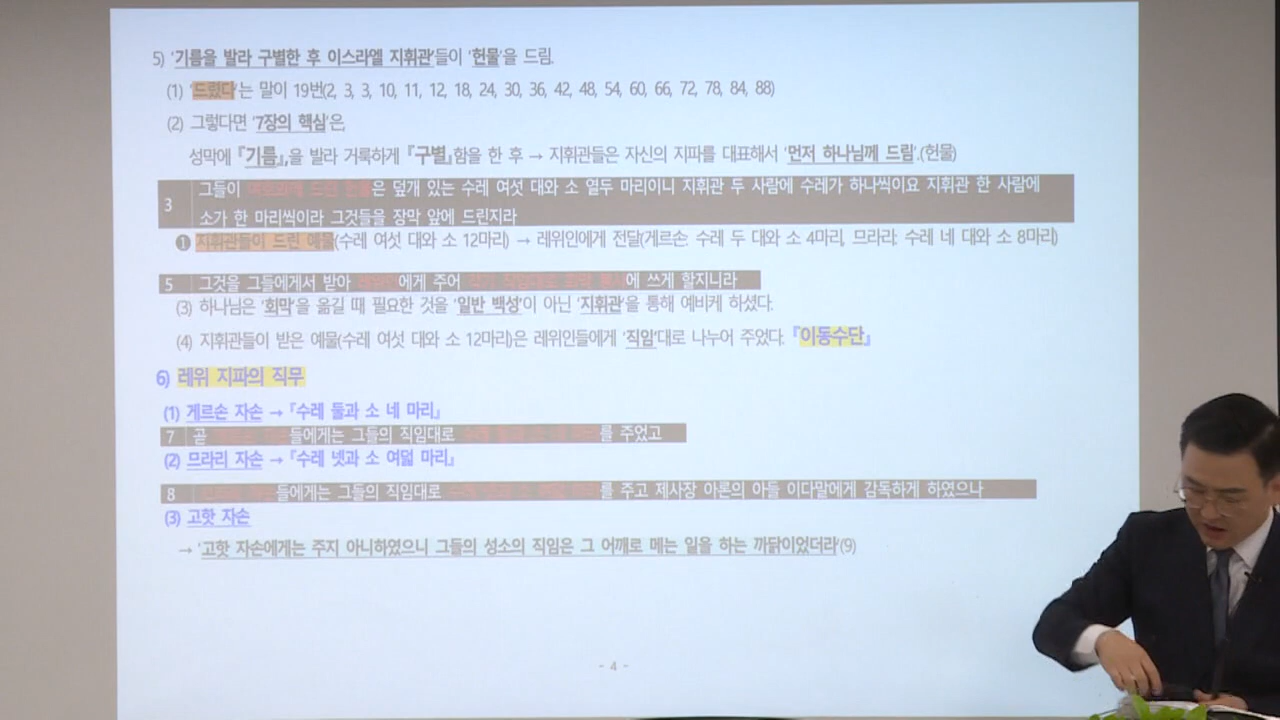 5) '기름을 발라 구별한 후 이스라엘 지휘관'들이 '헌물'을 드림.
(1) '드렸다'는 말이 19번(2, 3, 3, 10, 11, 12, 18, 24, 30, 36, 42, 48, 54, 60, 66, 72, 78, 84, 88)
(2) 그렇다면 '7장의 핵심'은,
성막에 『기름』,을 발라 거룩하게 『구별』함을 한 후 → 지휘관들은 자신의 지파를 대표해서 '먼저 하나님께 드림'.(헌물)
3 그들이 여호와께 드린 헌물은 덮개 있는 수레 여섯 대와 소 열두 마리이니 지휘관 두 사람에 수레가 하나씩이요 지휘관 한 사람에
소가 한 마리씩이라 그것들을 장막 앞에 드린지라
❶ 지휘관들이 드린 예물(수레 여섯 대와 소 12마리) → 레위인에게 전달(게르손: 수레 두 대와 소 4마리, 므라라: 수레 네 대와 소 8마리)
5 그것을 그들에게서 받아 에게 주어 에 쓰게 할지니라
(3) 하나님은 '회막'을 옮길 때 필요한 것을 '일반 백성'이 아닌 '지휘관'을 통해 예비케 하셨다.
(4) 지휘관들이 받은 예물(수레 여섯 대와 소 12마리)은 레위인들에게 '직임'대로 나누어 주었다. 『이동수단』
6) 레위 지파의 직무
(1) 게르손 자손 → 『수레 둘과 소 네 마리』
7 곧 들에게는 그들의 직임대로 를 주었고
(2) 므라리 자손 → 『수레 넷과 소 여덟 마리』
8 들에게는 그들의 직임대로 를 주고 제사장 아론의 아들 이다말에게 감독하게 하였으나
(3) 고핫 자손
→ '고핫 자손에게는 주지 아니하였으니 그들의 성소의 직임은 그 어깨로 메는 일을 하는 까닭이었더라'(9)
- 4 -